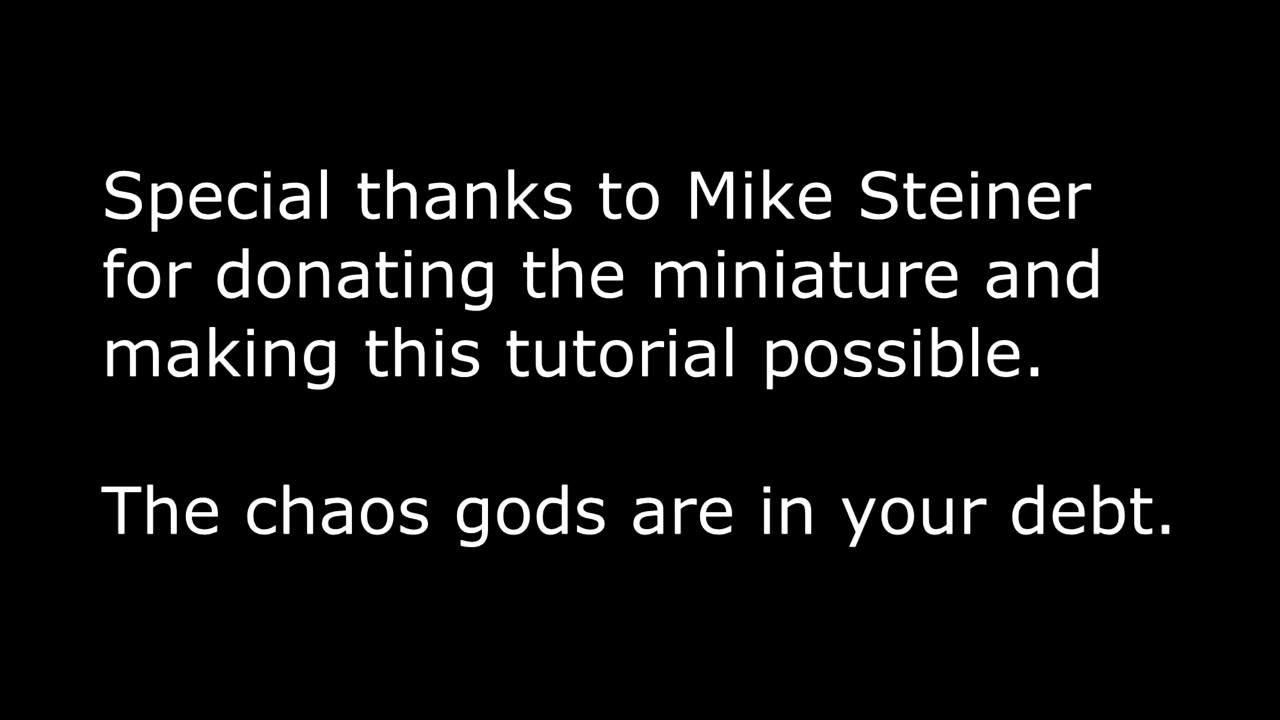 Special thanks to Mike Steiner
for donating the miniature and
making this tutorial possible.
The chaos gods are in your debt.